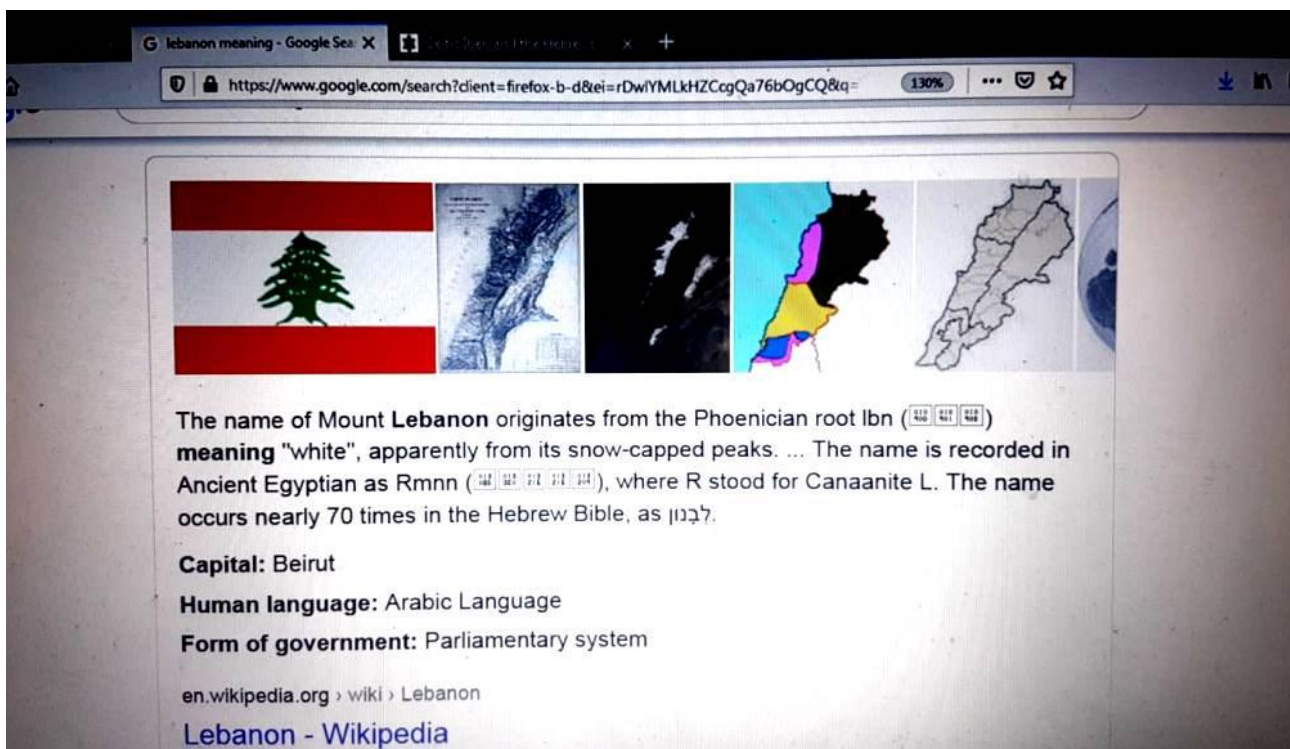 lebanon meaning - Google Sea
https://www.google.com/search?client=firefox-b-d&ei=rDwlYMLkHZCcgQa76bOgCQ&q=
130%
The name of Mount Lebanon originates from the Phoenician root lbn ()
meaning "white", apparently from its snow-capped peaks. ... The name is recorded in
Ancient Egyptian as Rmnn (), where R stood for Canaanite L. The name
occurs nearly 70 times in the Hebrew Bible, as לְבָנוֹן.
Capital: Beirut
Human language: Arabic Language
Form of government: Parliamentary system
en.wikipedia.org › wiki › Lebanon
Lebanon - Wikipedia